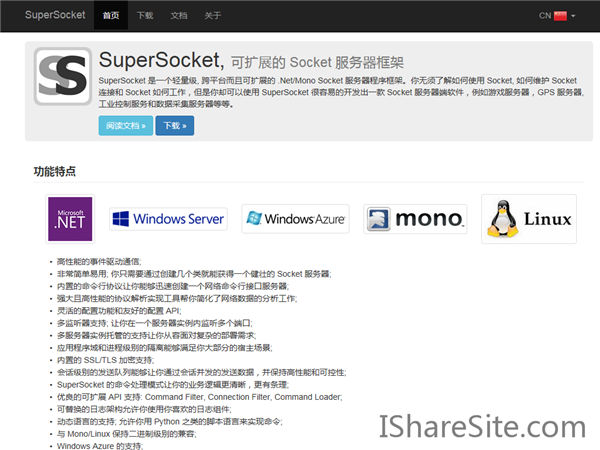 SuperSocket 首页 下载 文档 关于 CN
SS
SuperSocket, 可扩展的 Socket 服务器框架
SuperSocket 是一个轻量级, 跨平台而且可扩展的 .Net/Mono Socket 服务器程序框架。你无须了解如何使用 Socket, 如何维护 Socket
连接和 Socket 如何工作，但是你却可以使用 SuperSocket 很容易的开发出一款 Socket 服务器端软件，例如游戏服务器，GPS 服务器,
工业控制服务和数据采集服务器等等。
阅读文档 » 下载 »
功能特点
Microsoft
.NET
Windows Server
Windows Azure™
mono™
Linux
• 高性能的事件驱动通信;
• 非常简单易用; 你只需要通过创建几个类就能获得一个健壮的 Socket 服务器;
• 内置的命令行协议让你能够迅速创建一个网络命令行接口服务器;
• 强大且高性能的协议解析实现工具帮你简化了网络数据的分析工作;
• 灵活的配置功能和友好的配置 API;
• 多监听器支持; 让你在一个服务器实例内监听多个端口;
• 多服务器实例托管的支持让你从容面对复杂的部署需求;
• 应用程序域和进程级别的隔离能够满足你大部分的宿主场景;
• 内置的 SSL/TLS 加密支持;
• 会话级别的发送队列能够让你通过会话并发的发送数据，并保持高性能和可控性;
• SuperSocket 的命令处理模式让你的业务逻辑更清晰，更有条理;
• 优良的可扩展 API 支持: Command Filter, Connection Filter, Command Loader;
• 可替换的日志架构允许你使用你喜欢的日志组件;
• 动态语言的支持; 允许你用 Python 之类的脚本语言来实现命令;
• 与 Mono/Linux 保持二进制级别的兼容;
• Windows Azure 的支持;
IShareSite.com